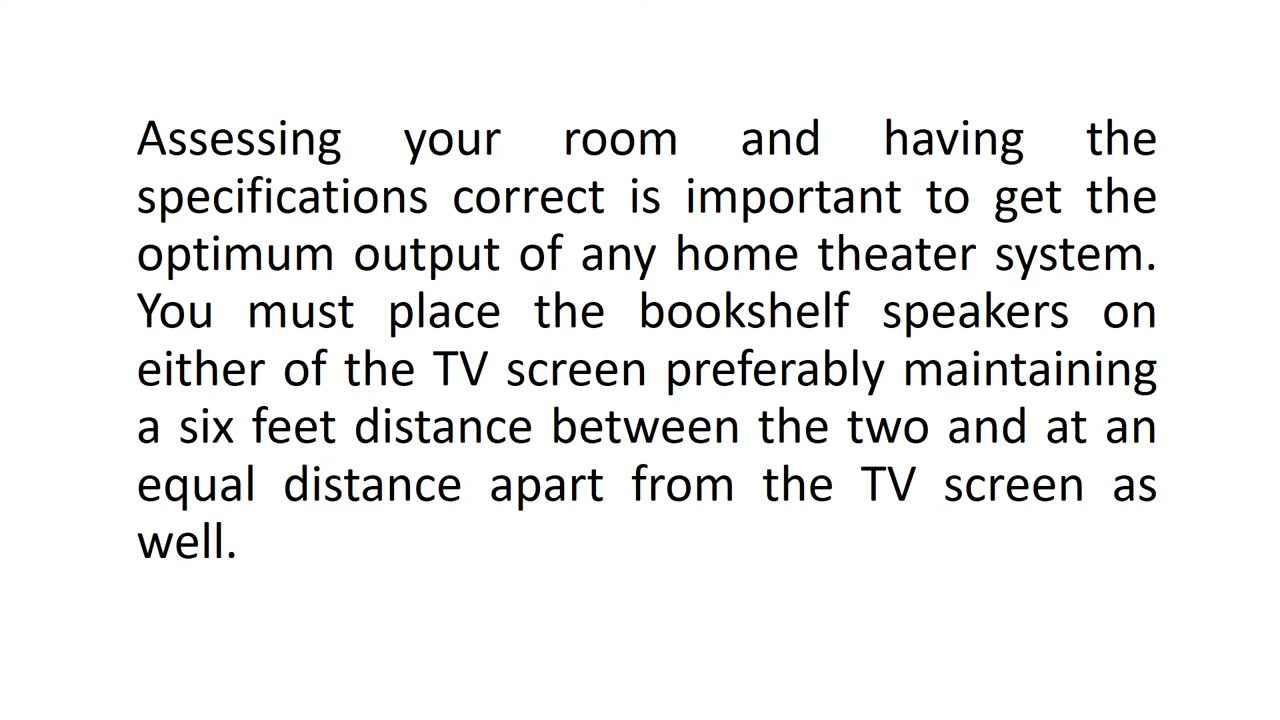 Assessing your room and having the
specifications correct is important to get the
optimum output of any home theater system.
You must place the bookshelf speakers on
either of the TV screen preferably maintaining
a six feet distance between the two and at an
equal distance apart from the TV screen as
well.